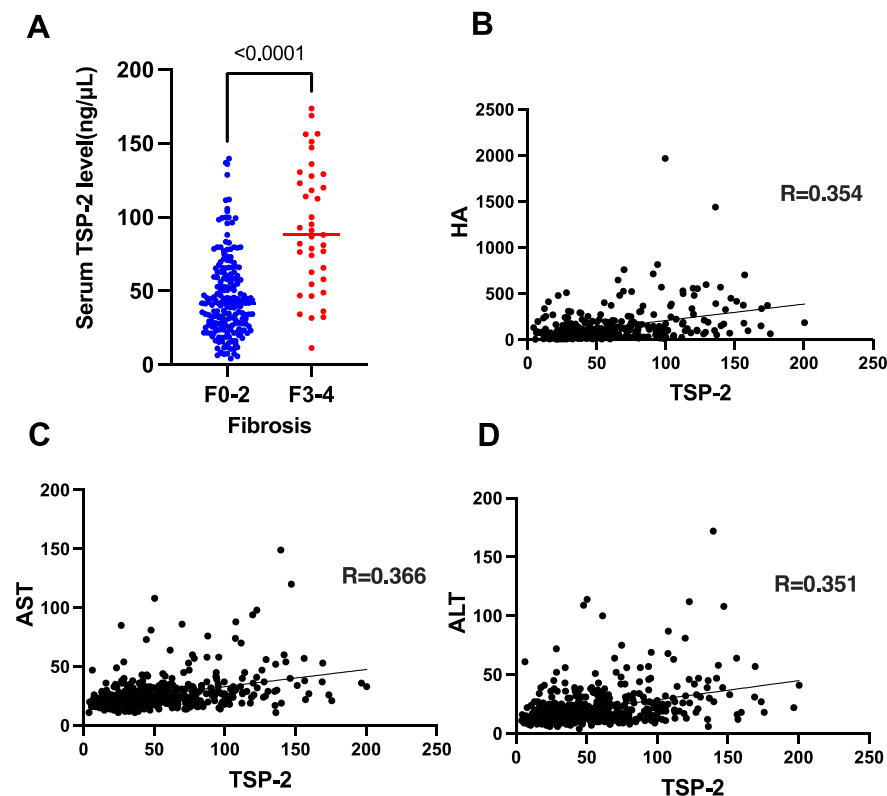 A
<0.0001
Serum TSP-2 level(ng/µL)
200
150
100
50
0
F0-2
F3-4
Fibrosis
B
HA
2500
2000
1500
1000
500
0
R=0.354
0
50
100
150
200
250
TSP-2
C
AST
200
150
100
50
0
R=0.366
0
50
100
150
200
250
TSP-2
D
ALT
200
150
100
50
0
R=0.351
0
50
100
150
200
250
TSP-2